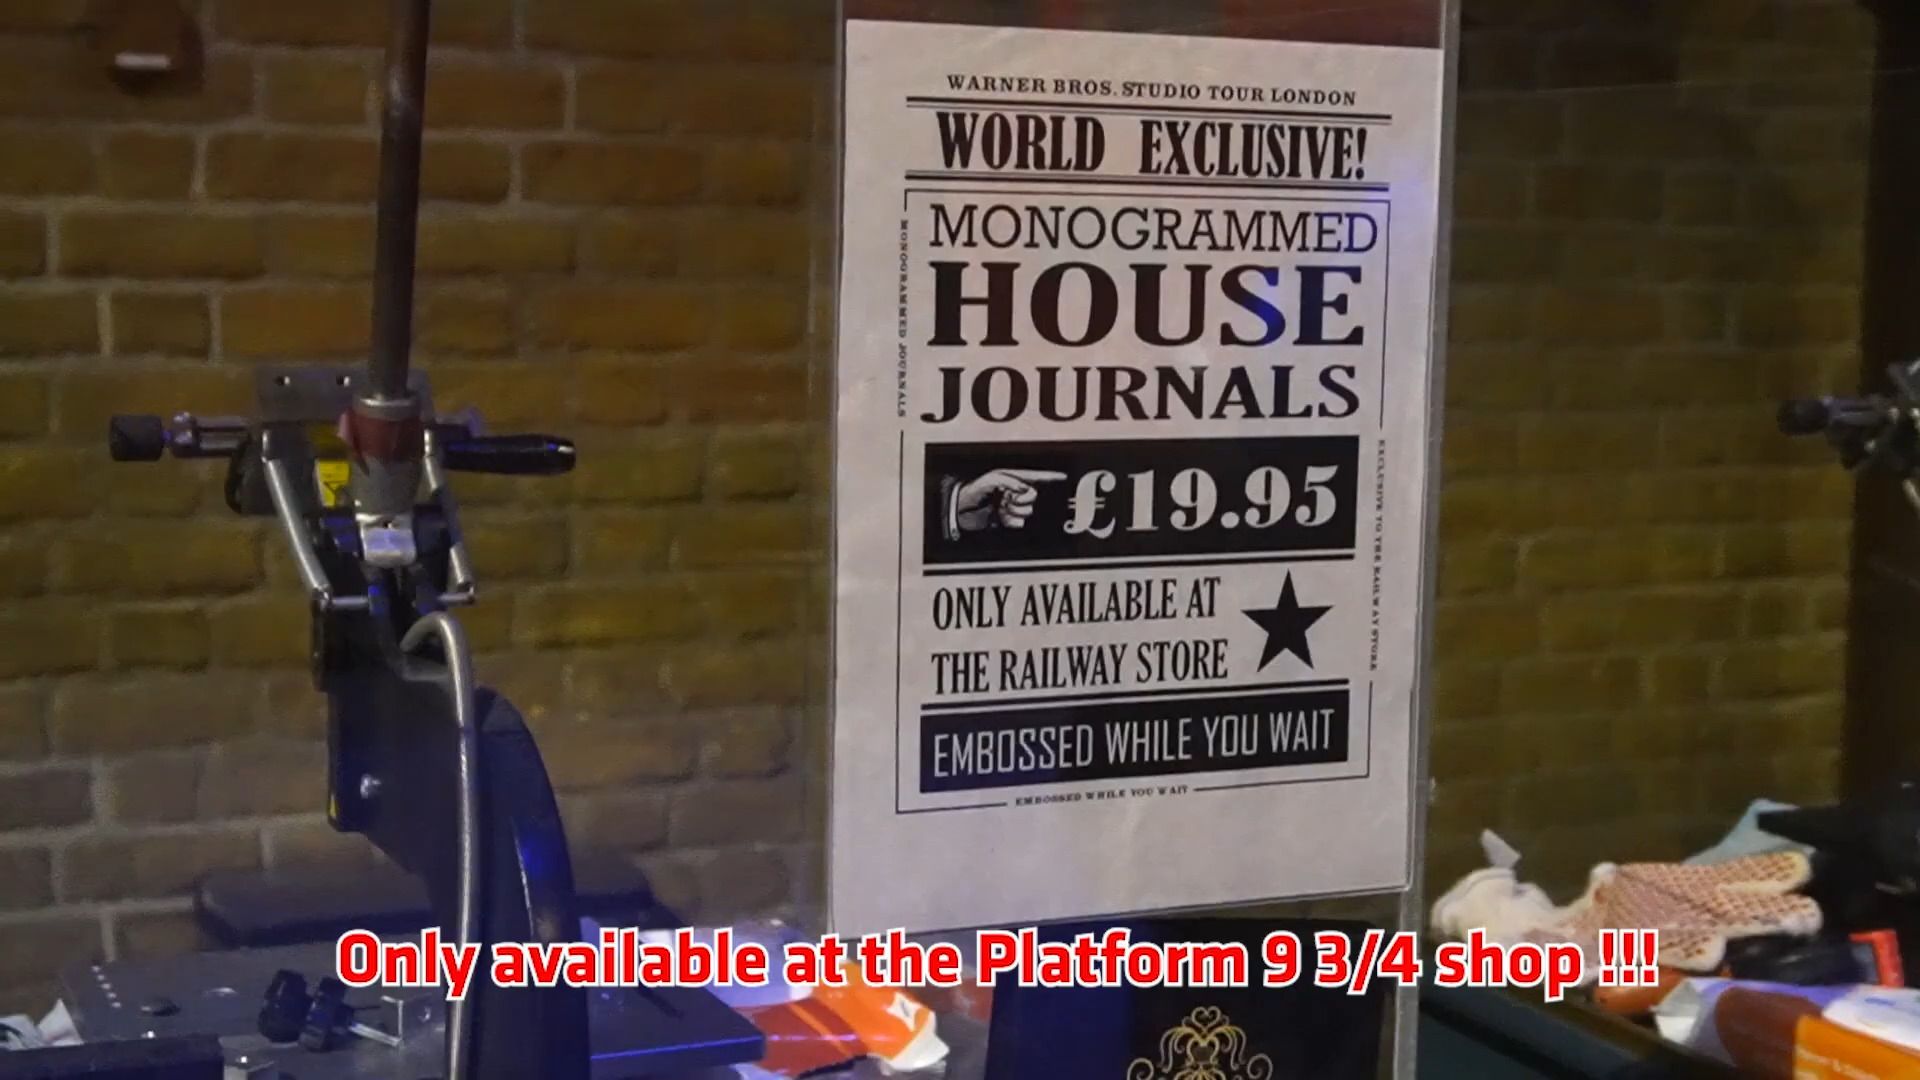 WARNER BROS. STUDIO TOUR LONDON
WORLD EXCLUSIVE!
MONOGRAMMED
HOUSE
JOURNALS
MONOGRAMMED JOURNALS
£19.95
EXCLUSIVE TO THE RAILWAY STORE
ONLY AVAILABLE AT
THE RAILWAY STORE
EMBOSSED WHILE YOU WAIT
EMBOSSED WHILE YOU WAIT
Only available at the Platform 9 3/4 shop !!!